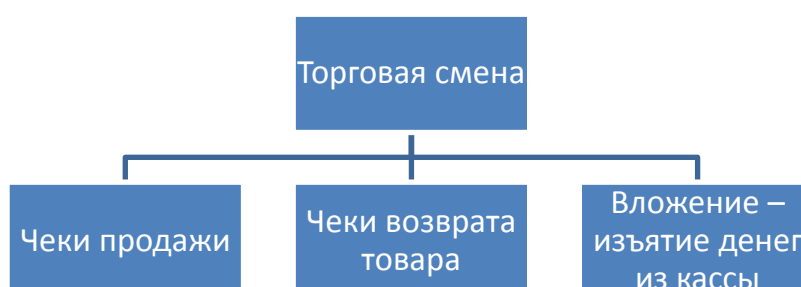 Торговая смена
Чеки продажи
Чеки возврата
товара
Вложение –
изъятие денег
из кассы